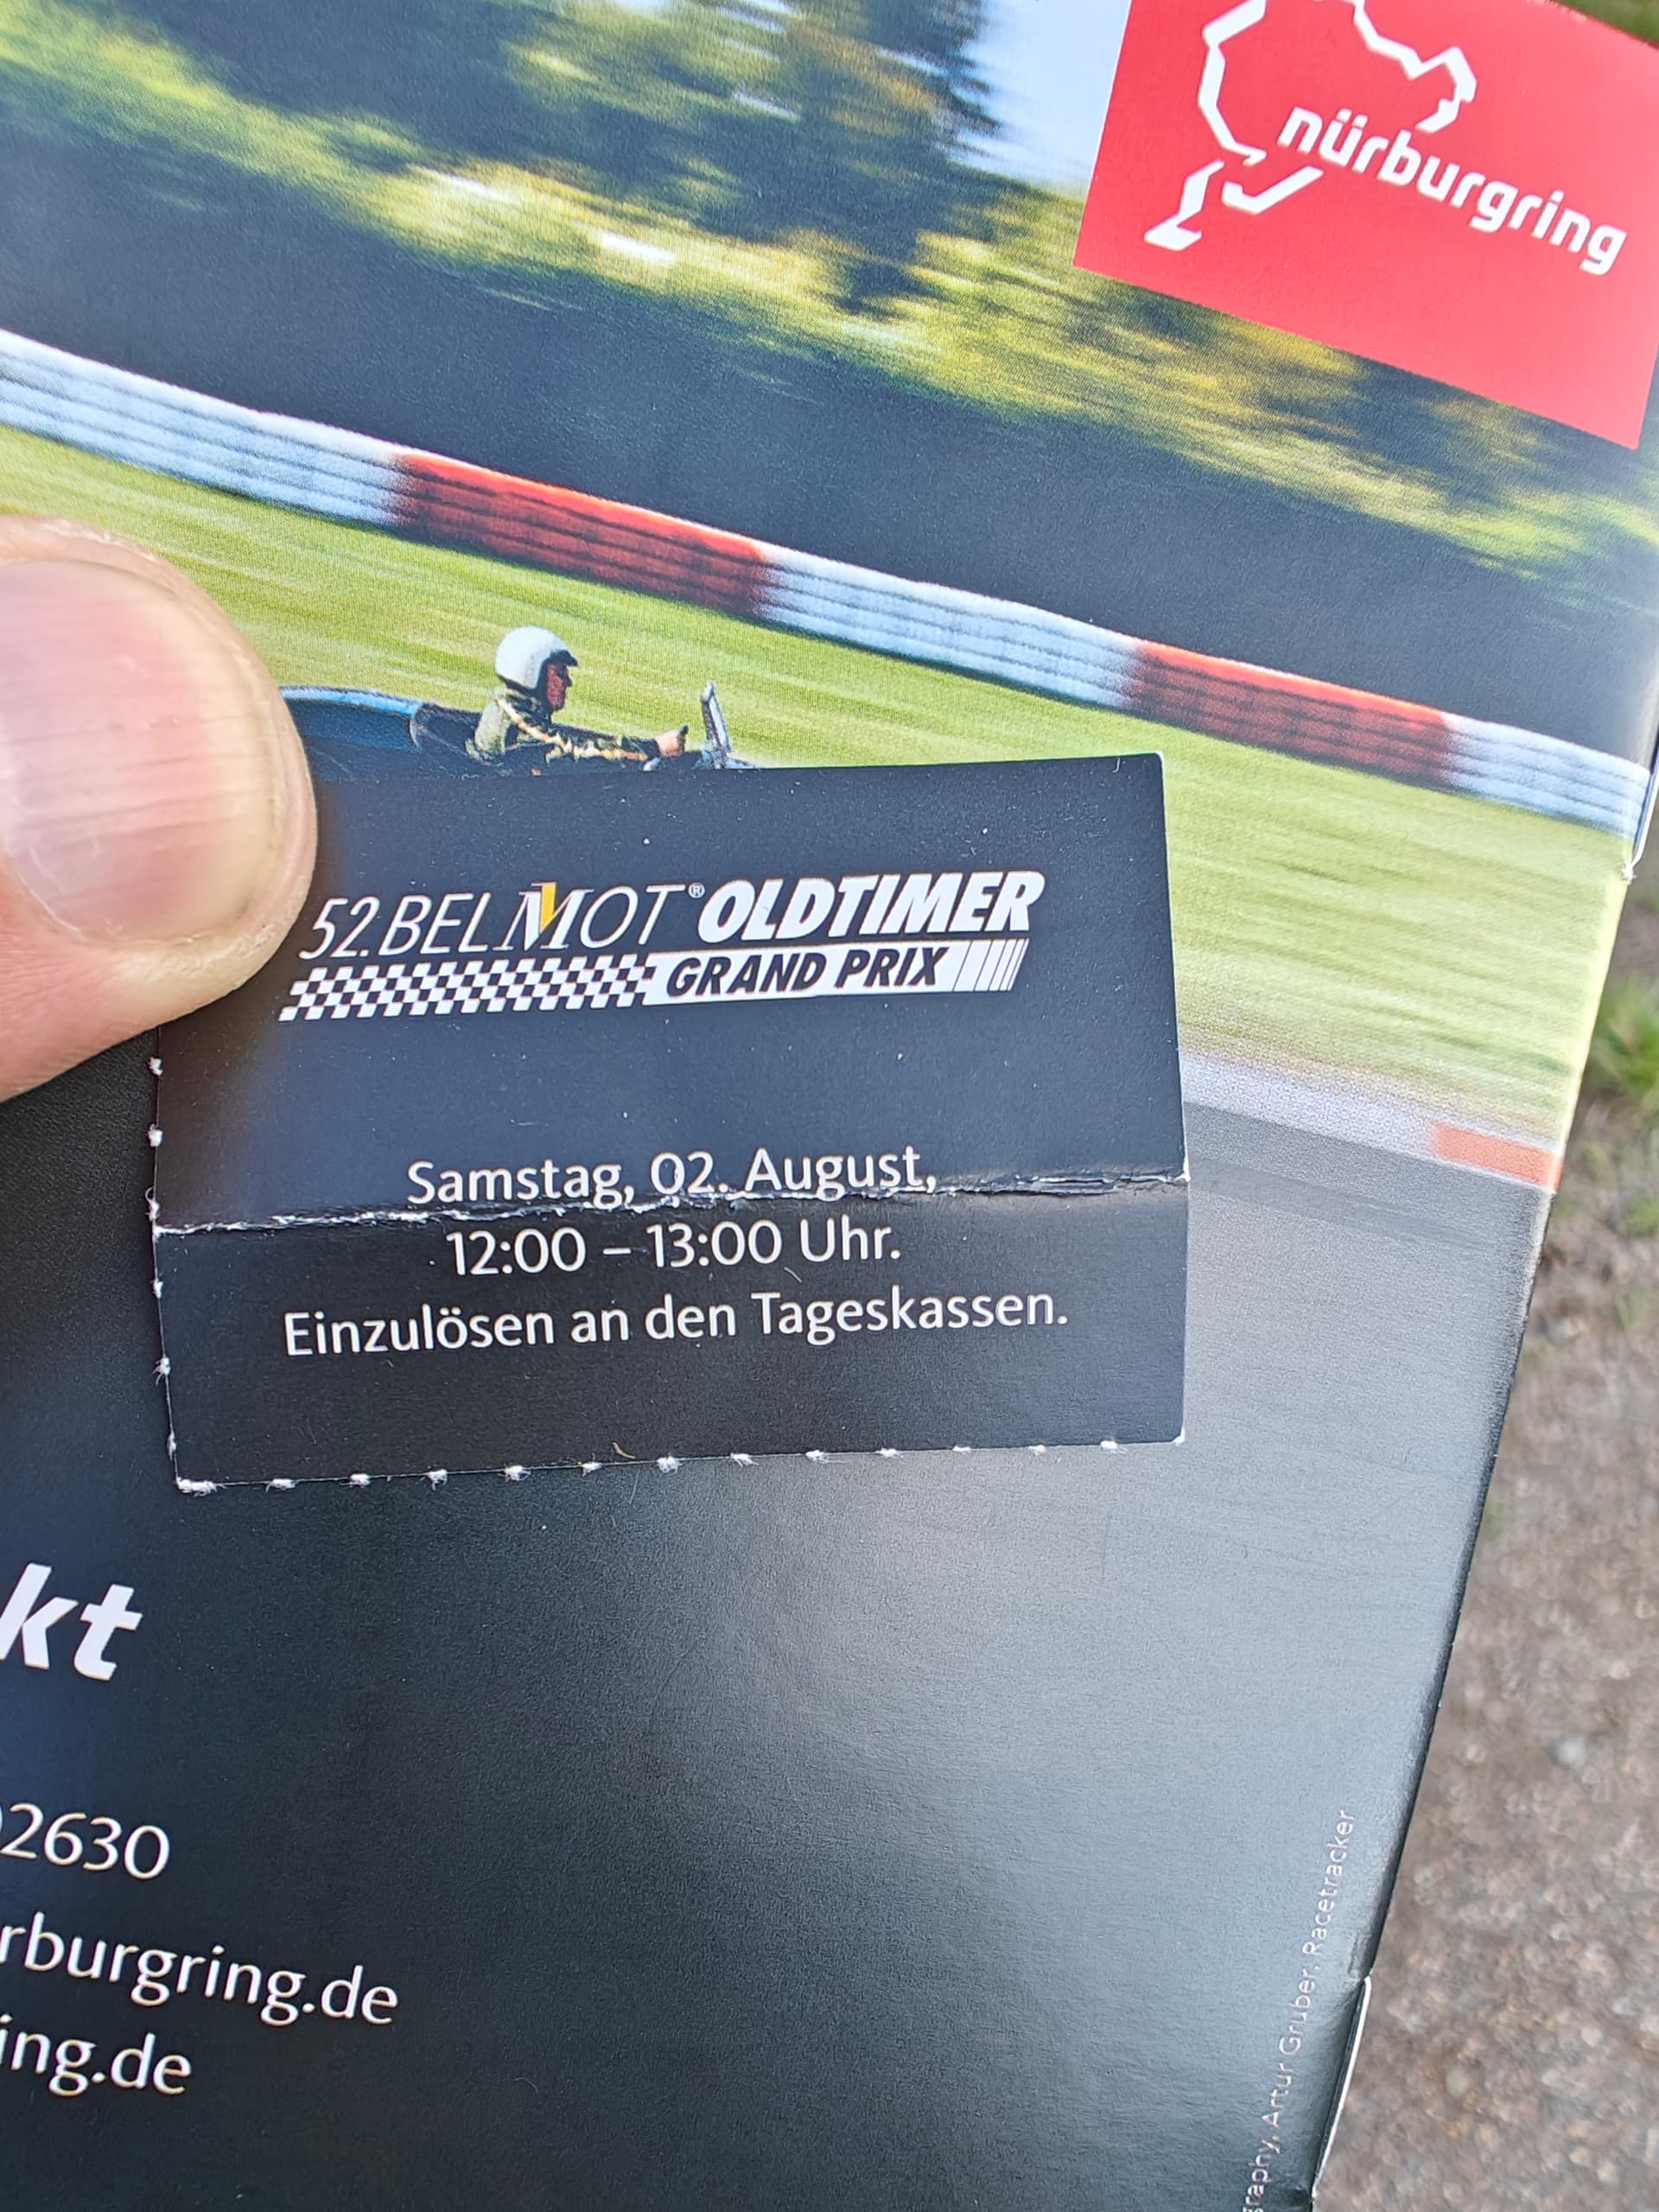 nürburgring
52. BELMOT® OLDTIMER
GRAND PRIX
Samstag, 02. August,
12:00 – 13:00 Uhr.
Einzulösen an den Tageskassen.
kt
2630
rburgring.de
ing.de
raphy, Artur Gruber, Racetracker